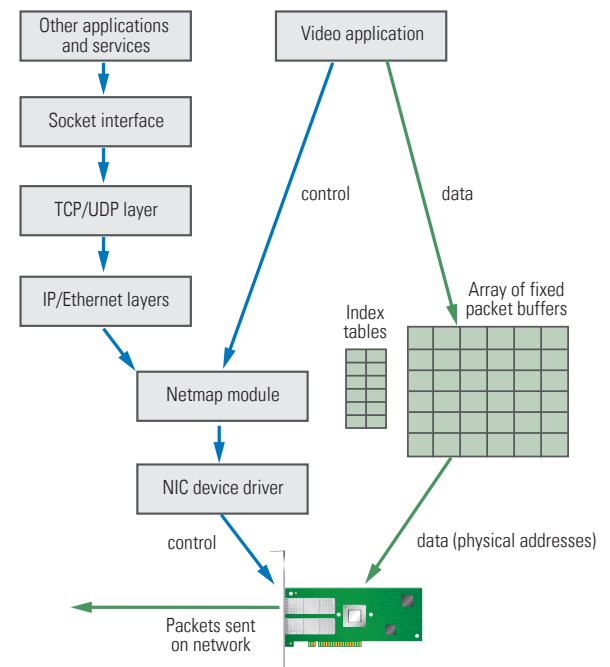 Other applications
and services
Video application
Socket interface
TCP/UDP layer
control
data
IP/Ethernet layers
Index
tables
Array of fixed
packet buffers
Netmap module
NIC device driver
control
data (physical addresses)
Packets sent
on network